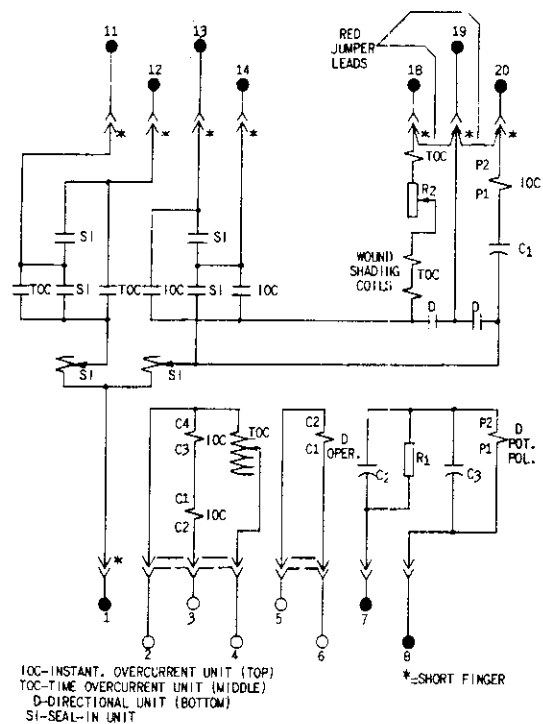 RED
JUMPER
LEADS
11
13
19
12
14
18
20
*
*
*
*
*
*
*
TOC
P2
IOC
P1
R2
SI
SI
C1
WOUND
SHADING
COILS
TOC
TOC
SI
TOC
IOC
SI
IOC
D
D
SI
SI
C4
IOC
C3
TOC
C2
C1
D
OPER.
P2
P1
D
POT.
POL.
C1
IOC
C2
C2
R1
C3
*
1
3
5
7
2
4
6
8
IOC-INSTANT. OVERCURRENT UNIT (TOP)
TOC-TIME OVERCURRENT UNIT (MIDDLE)
D-DIRECTIONAL UNIT (BOTTOM)
SI-SEAL-IN UNIT
*=SHORT FINGER